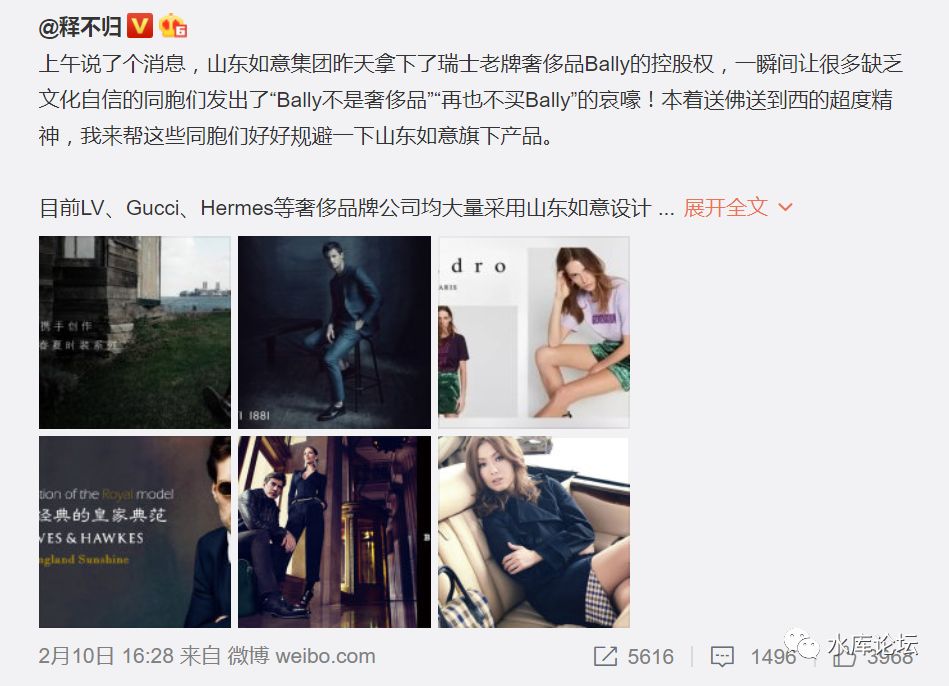 @释不归
上午说了个消息，山东如意集团昨天拿下了瑞士老牌奢侈品Bally的控股权，一瞬间让很多缺乏
文化自信的同胞们发出了“Bally不是奢侈品”“再也不买Bally”的哀嚎！本着送佛送到西的超度精
神，我来帮这些同胞们好好规避一下山东如意旗下产品。
目前LV、Gucci、Hermes等奢侈品牌公司均大量采用山东如意设计 ... 展开全文
携手创作
春夏时装系列
1881
dro
ARIS
tion of the Royal model
经典的皇家典范
VES & HAWKES
ngland Sunshine
2月10日 16:28 来自 微博 weibo.com
5616
1496
3968
水库论坛